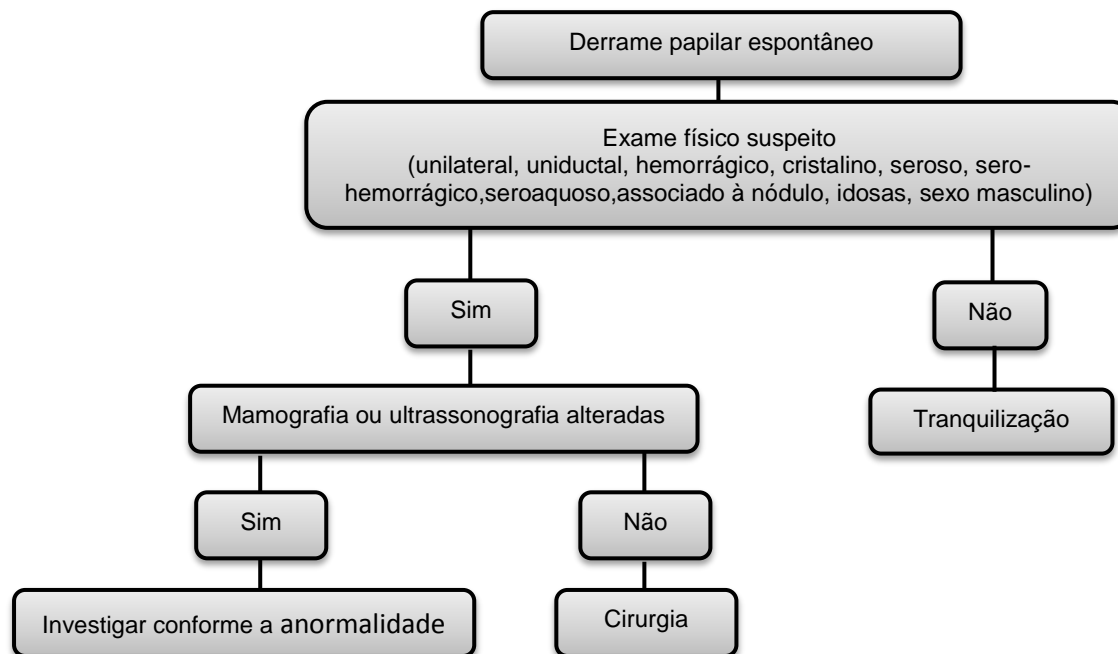 Derrame papilar espontâneo
Exame físico suspeito
(unilateral, uniductal, hemorrágico, cristalino, seroso, sero-
hemorrágico,seroaquoso,associado à nódulo, idosas, sexo masculino)
Sim
Não
Mamografia ou ultrassonografia alteradas
Tranquilização
Sim
Não
Investigar conforme a anormalidade
Cirurgia